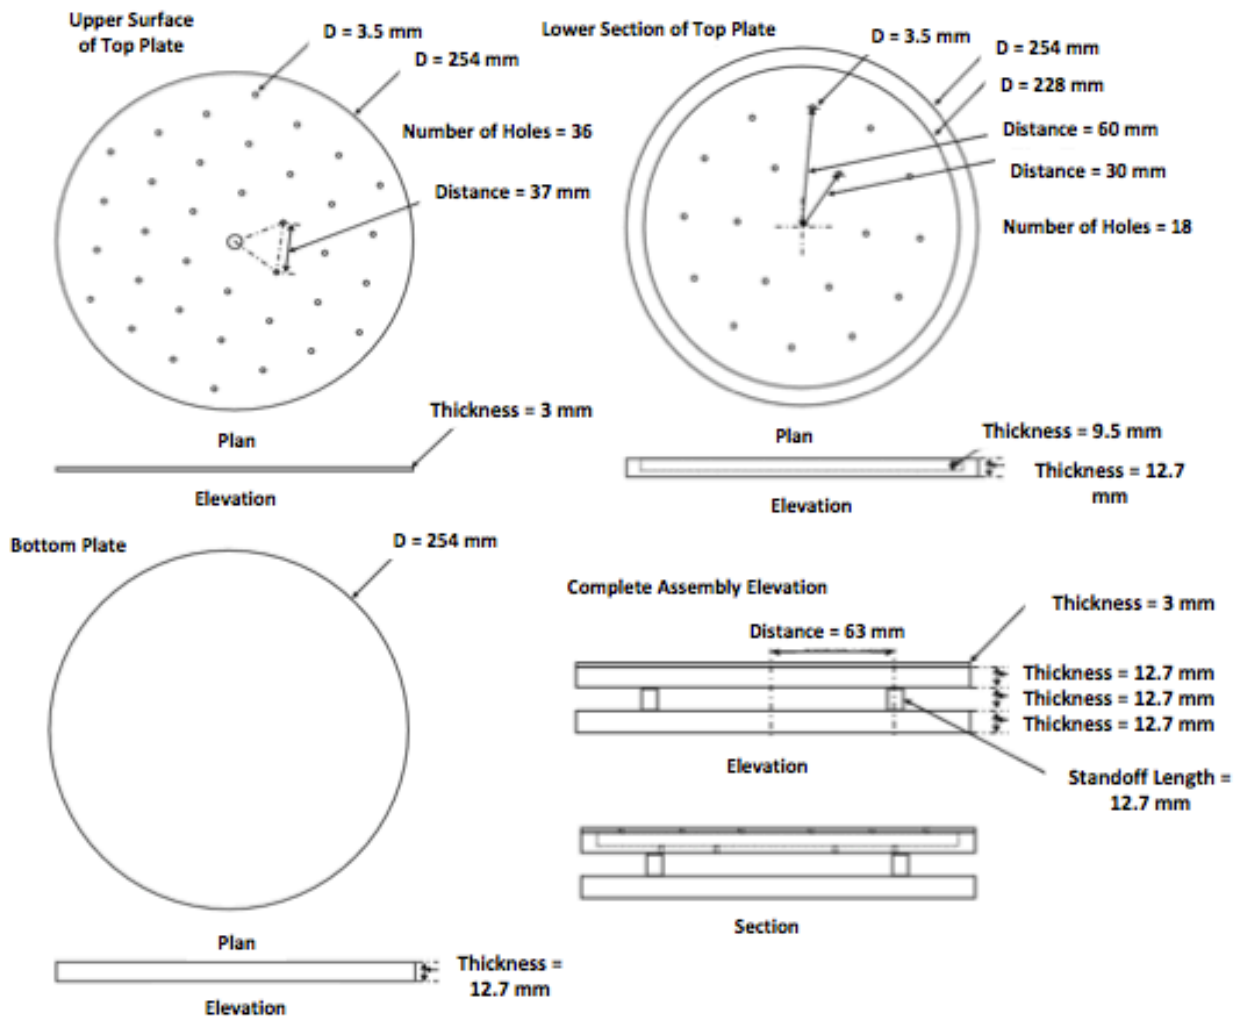 Upper Surface
of Top Plate
D = 3.5 mm
D = 254 mm
Number of Holes = 36
Distance = 37 mm
Plan
Thickness = 3 mm
Elevation
Lower Section of Top Plate
D = 3.5 mm
D = 254 mm
D = 228 mm
Distance = 60 mm
Distance = 30 mm
Number of Holes = 18
Plan
Thickness = 9.5 mm
Thickness = 12.7
mm
Elevation
Bottom Plate
D = 254 mm
Plan
Thickness =
12.7 mm
Elevation
Complete Assembly Elevation
Thickness = 3 mm
Distance = 63 mm
Thickness = 12.7 mm
Thickness = 12.7 mm
Thickness = 12.7 mm
Elevation
Standoff Length =
12.7 mm
Section